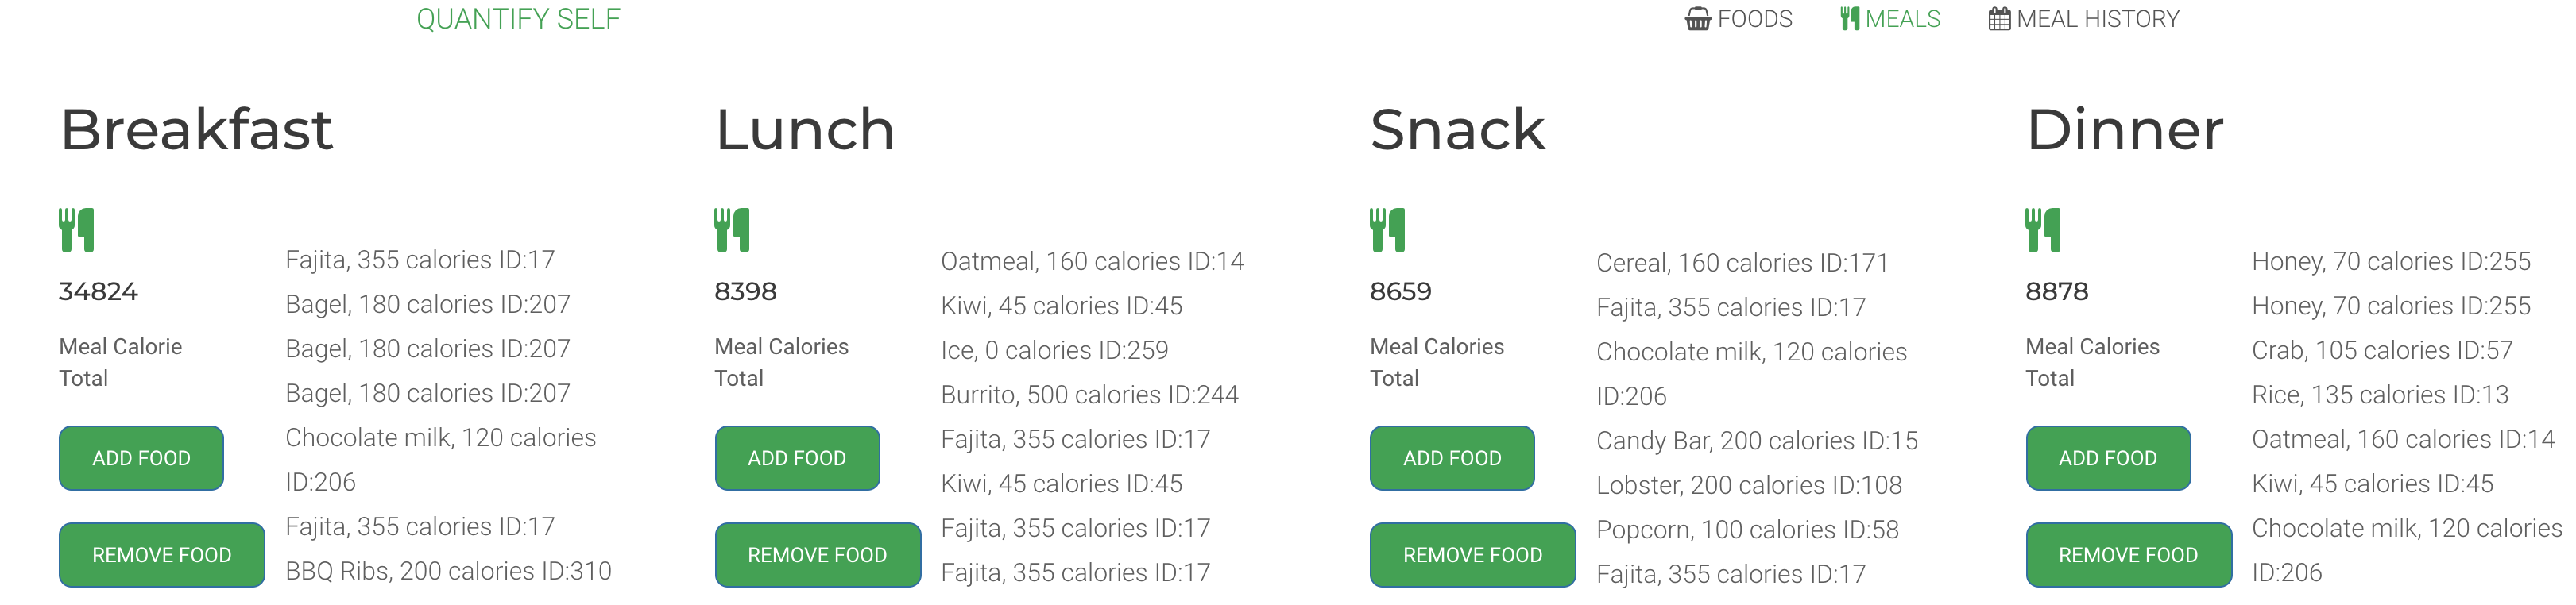 QUANTIFY SELF
FOODS
MEALS
MEAL HISTORY
Breakfast
34824
Meal Calorie
Total
ADD FOOD
REMOVE FOOD
Fajita, 355 calories ID:17
Bagel, 180 calories ID:207
Bagel, 180 calories ID:207
Bagel, 180 calories ID:207
Chocolate milk, 120 calories
ID:206
Fajita, 355 calories ID:17
BBQ Ribs, 200 calories ID:310
Lunch
8398
Meal Calories
Total
ADD FOOD
REMOVE FOOD
Oatmeal, 160 calories ID:14
Kiwi, 45 calories ID:45
Ice, 0 calories ID:259
Burrito, 500 calories ID:244
Fajita, 355 calories ID:17
Kiwi, 45 calories ID:45
Fajita, 355 calories ID:17
Fajita, 355 calories ID:17
Snack
8659
Meal Calories
Total
ADD FOOD
REMOVE FOOD
Cereal, 160 calories ID:171
Fajita, 355 calories ID:17
Chocolate milk, 120 calories
ID:206
Candy Bar, 200 calories ID:15
Lobster, 200 calories ID:108
Popcorn, 100 calories ID:58
Fajita, 355 calories ID:17
Dinner
8878
Meal Calories
Total
ADD FOOD
REMOVE FOOD
Honey, 70 calories ID:255
Honey, 70 calories ID:255
Crab, 105 calories ID:57
Rice, 135 calories ID:13
Oatmeal, 160 calories ID:14
Kiwi, 45 calories ID:45
Chocolate milk, 120 calories
ID:206